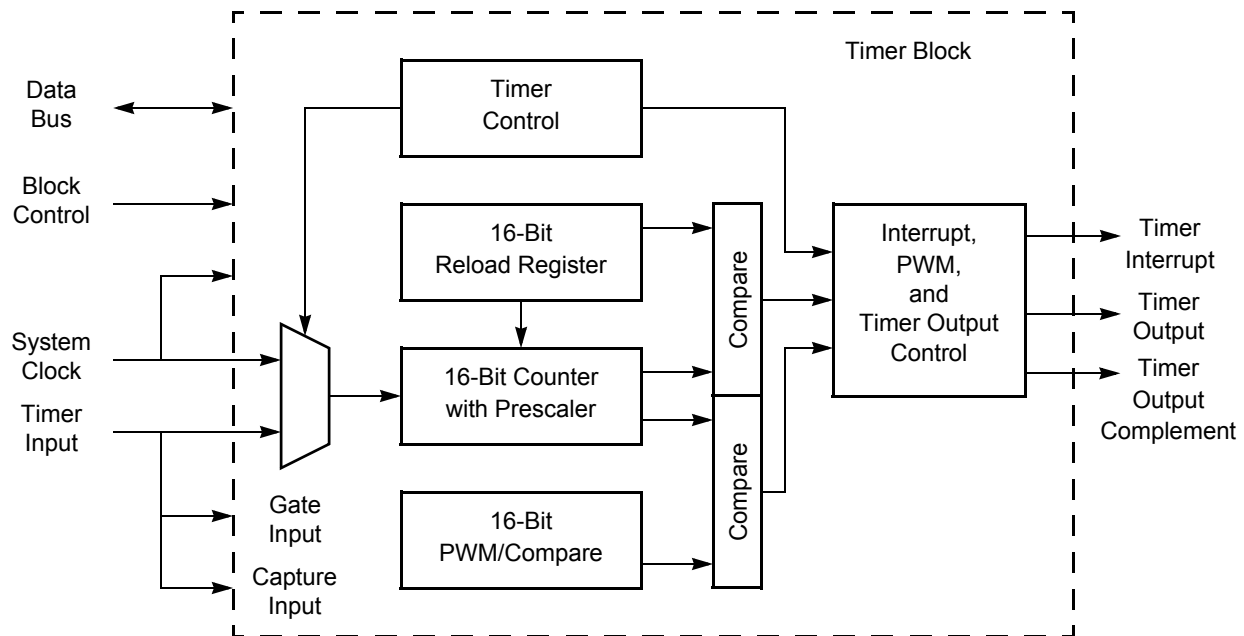 Timer Block
Data
Bus
Timer
Control
Block
Control
16-Bit
Reload Register
Compare
Interrupt,
PWM,
and
Timer Output
Control
Timer
Interrupt
Timer
Output
Timer
Output
Complement
System
Clock
16-Bit Counter
with Prescaler
Timer
Input
Compare
Gate
Input
16-Bit
PWM/Compare
Capture
Input